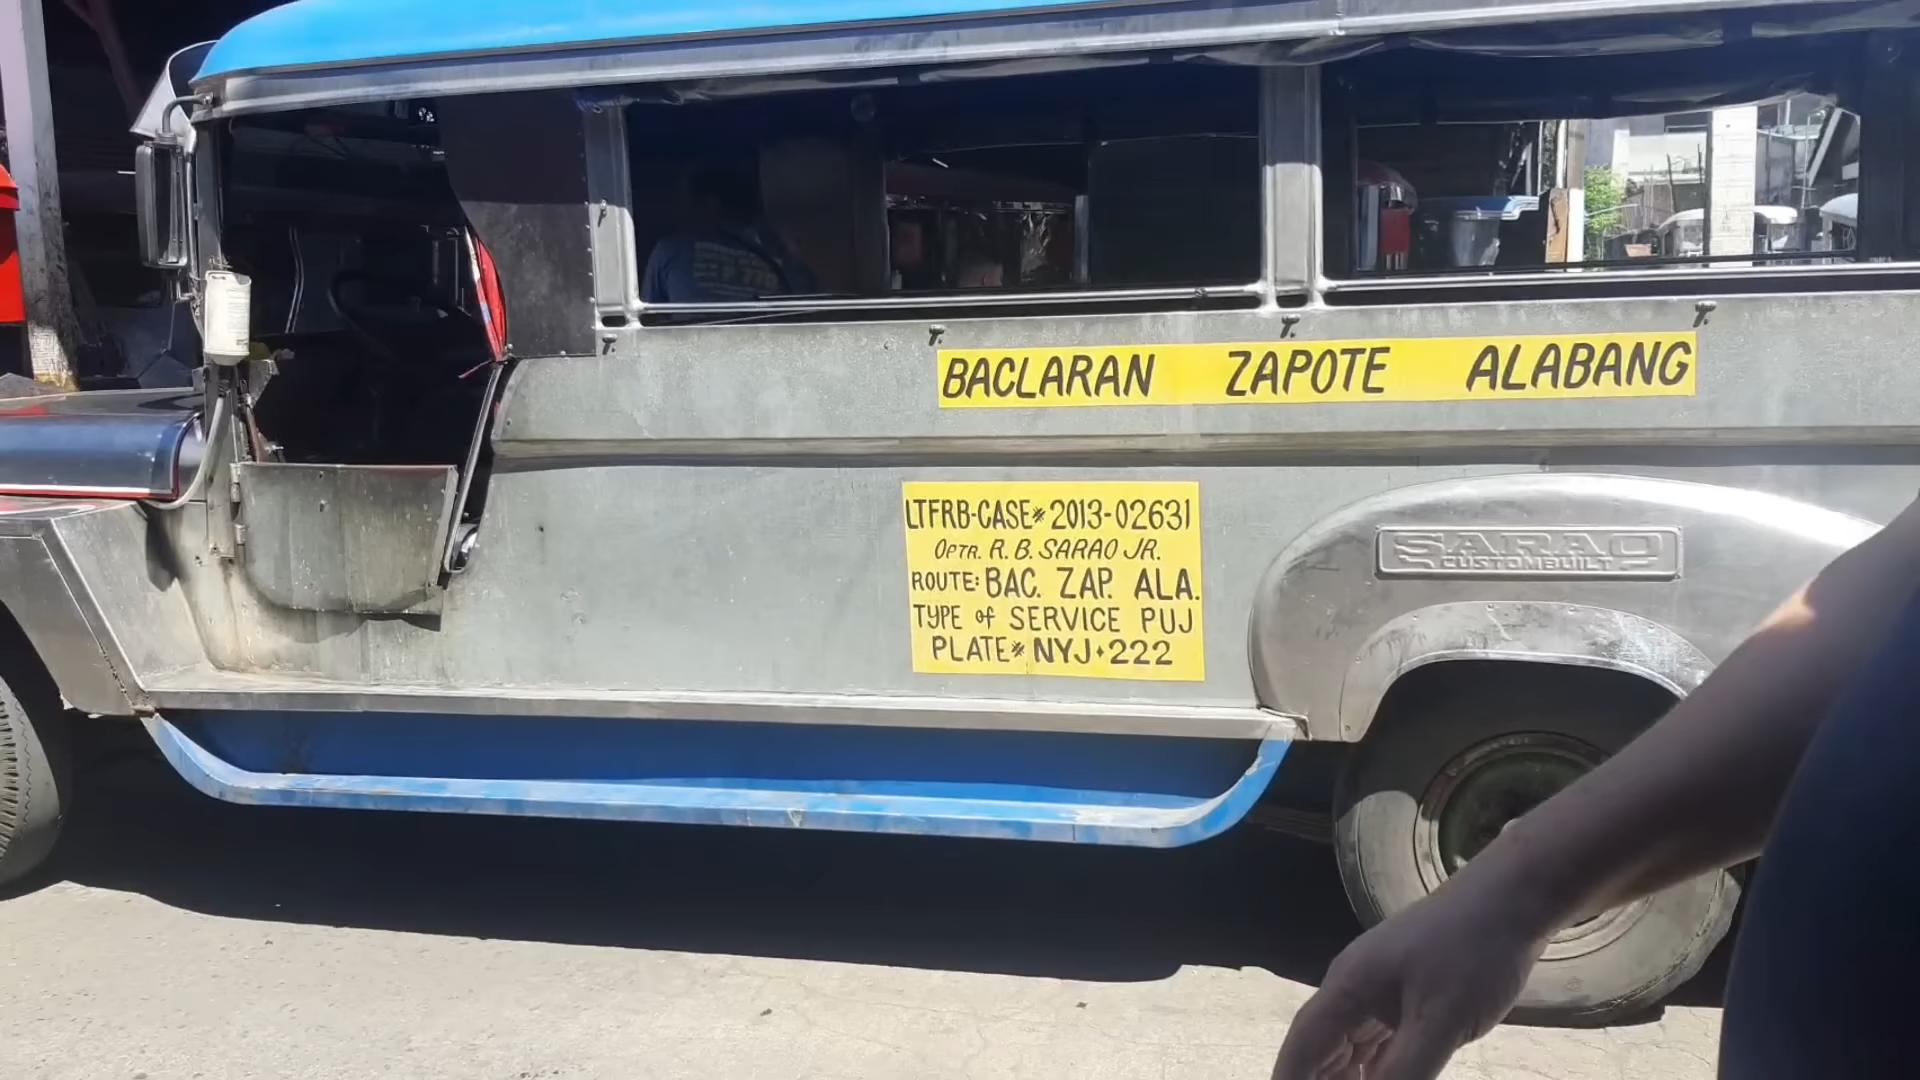 BACLARAN ZAPOTE ALABANG
LTFRB-CASE# 2013-02631
OPTR. R. B. SARAO JR.
ROUTE: BAC. ZAP. ALA.
TYPE of SERVICE PUJ
PLATE# NYJ-222
SARAO
CUSTOMBUILT